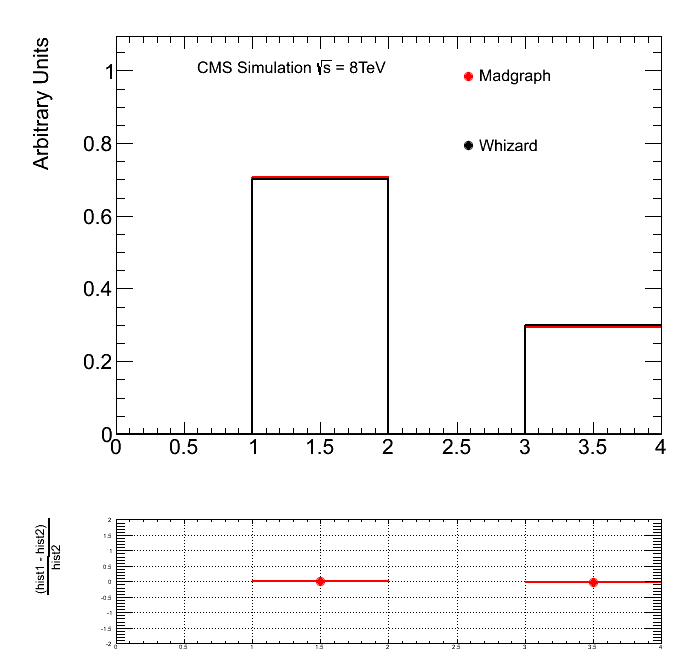 Arbitrary Units
CMS Simulation √s = 8TeV
Madgraph
Whizard
1
0.8
0.6
0.4
0.2
0
0 0.5 1 1.5 2 2.5 3 3.5 4
(hist1 - hist2)
hist2
2
1.5
1
0.5
0
-0.5
-1
-1.5
-2
0 0.5 1 1.5 2 2.5 3 3.5 4